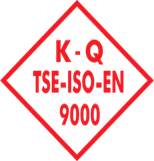 K - Q
TSE-ISO-EN
9000